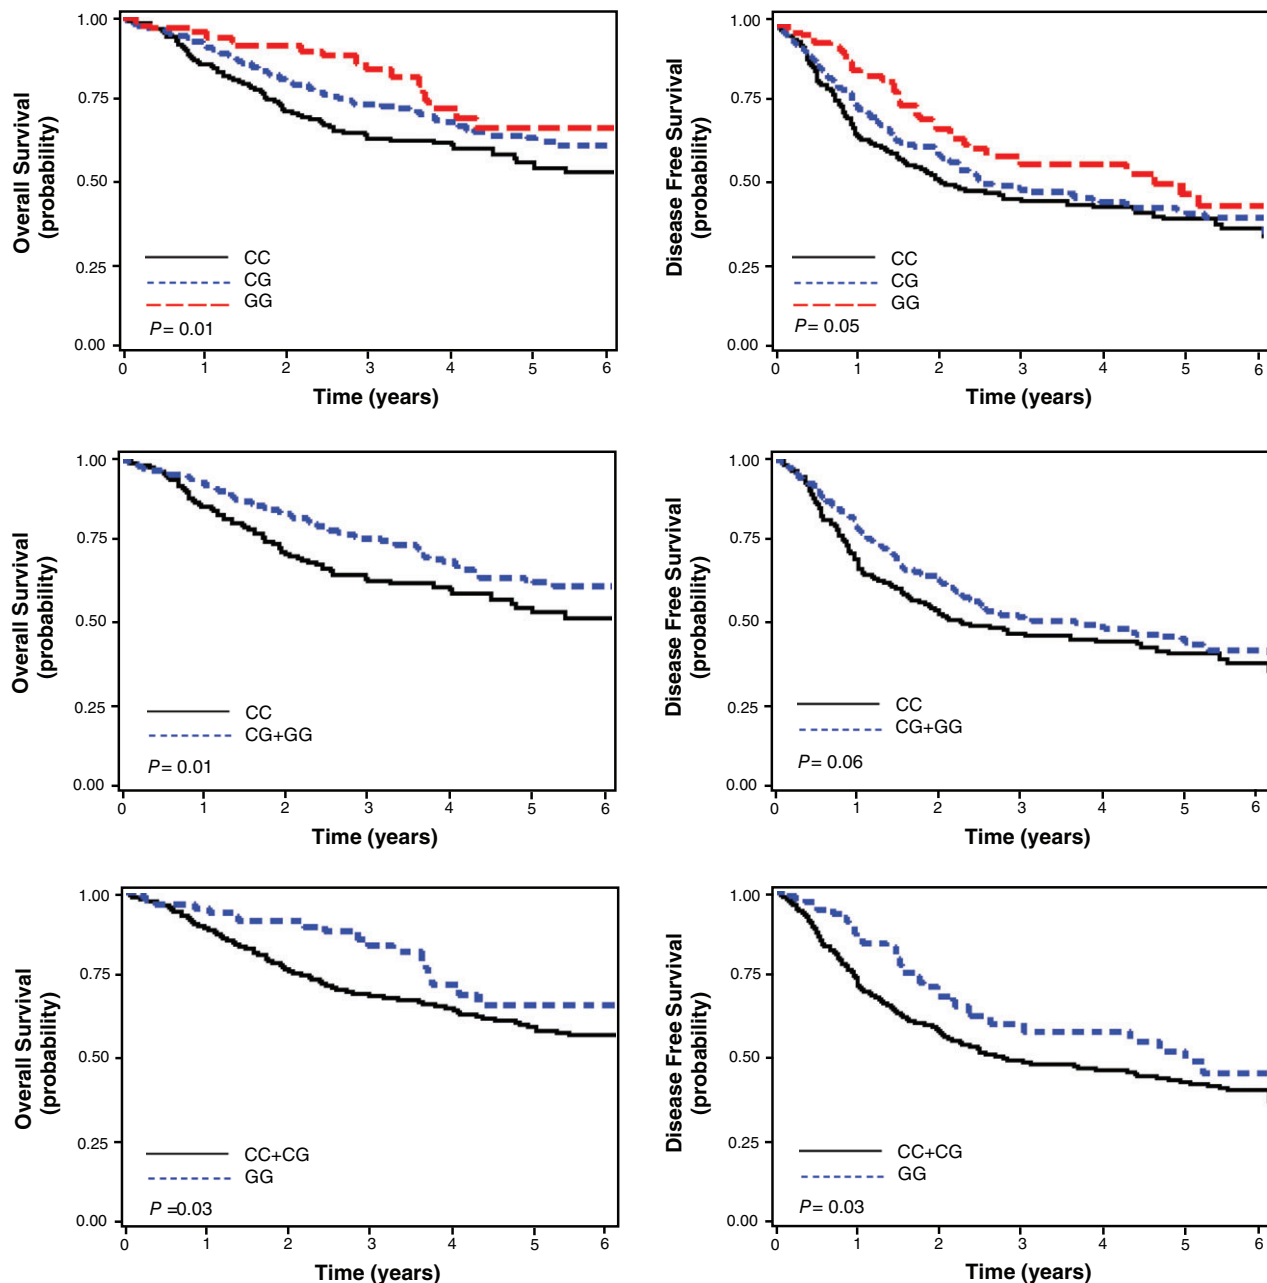 Overall Survival
(probability)
1.00
0.75
0.50
0.25
0.00
CC
CG
GG
P= 0.01
0 1 2 3 4 5 6
Time (years)
Disease Free Survival
(probability)
1.00
0.75
0.50
0.25
0.00
CC
CG
GG
P= 0.05
0 1 2 3 4 5 6
Time (years)
Overall Survival
(probability)
1.00
0.75
0.50
0.25
0.00
CC
CG+GG
P= 0.01
0 1 2 3 4 5 6
Time (years)
Disease Free Survival
(probability)
1.00
0.75
0.50
0.25
0.00
CC
CG+GG
P= 0.06
0 1 2 3 4 5 6
Time (years)
Overall Survival
(probability)
1.00
0.75
0.50
0.25
0.00
CC+CG
GG
P =0.03
0 1 2 3 4 5 6
Time (years)
Disease Free Survival
(probability)
1.00
0.75
0.50
0.25
0.00
CC+CG
GG
P= 0.03
0 1 2 3 4 5 6
Time (years)